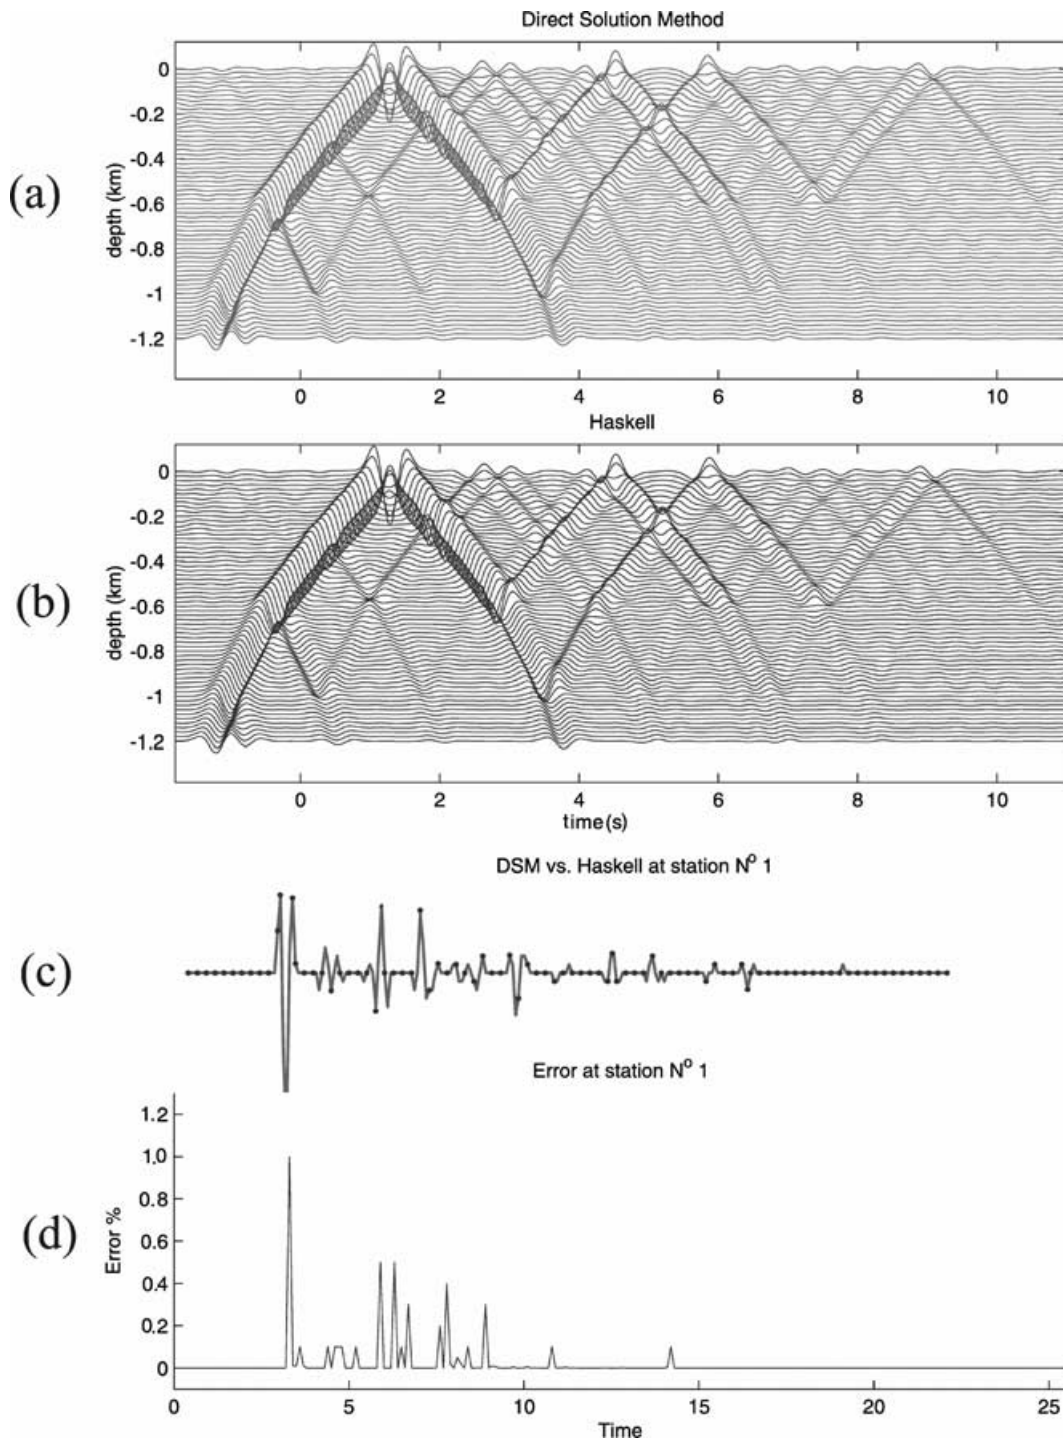 Direct Solution Method
(a)
depth (km)
0
-0.2
-0.4
-0.6
-0.8
-1
-1.2
0 2 4 6 8 10
Haskell
(b)
depth (km)
0
-0.2
-0.4
-0.6
-0.8
-1
-1.2
0 2 4 6 8 10
time(s)
DSM vs. Haskell at station Nº 1
(c)
Error at station Nº 1
(d)
Error %
1.2
1.0
0.8
0.6
0.4
0.2
0
0 5 10 15 20 25
Time